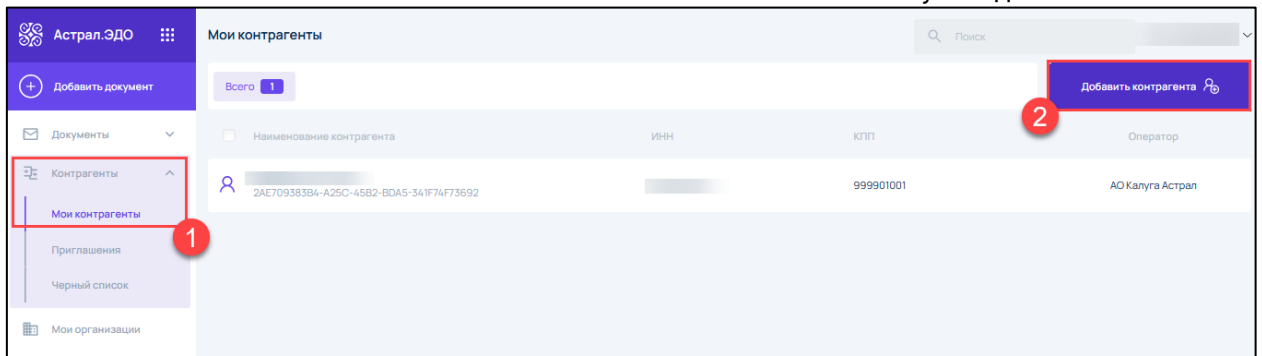 Астрал.ЭДО
Мои контрагенты
Поиск
Добавить документ
Всего 1
Добавить контрагента
2
Документы
Наименование контрагента
ИНН
КПП
Оператор
Контрагенты
2AE709383B4-A25C-45B2-BDA5-341F74F73692
999901001
АО Калуга Астрал
Мои контрагенты
1
Приглашения
Черный список
Мои организации